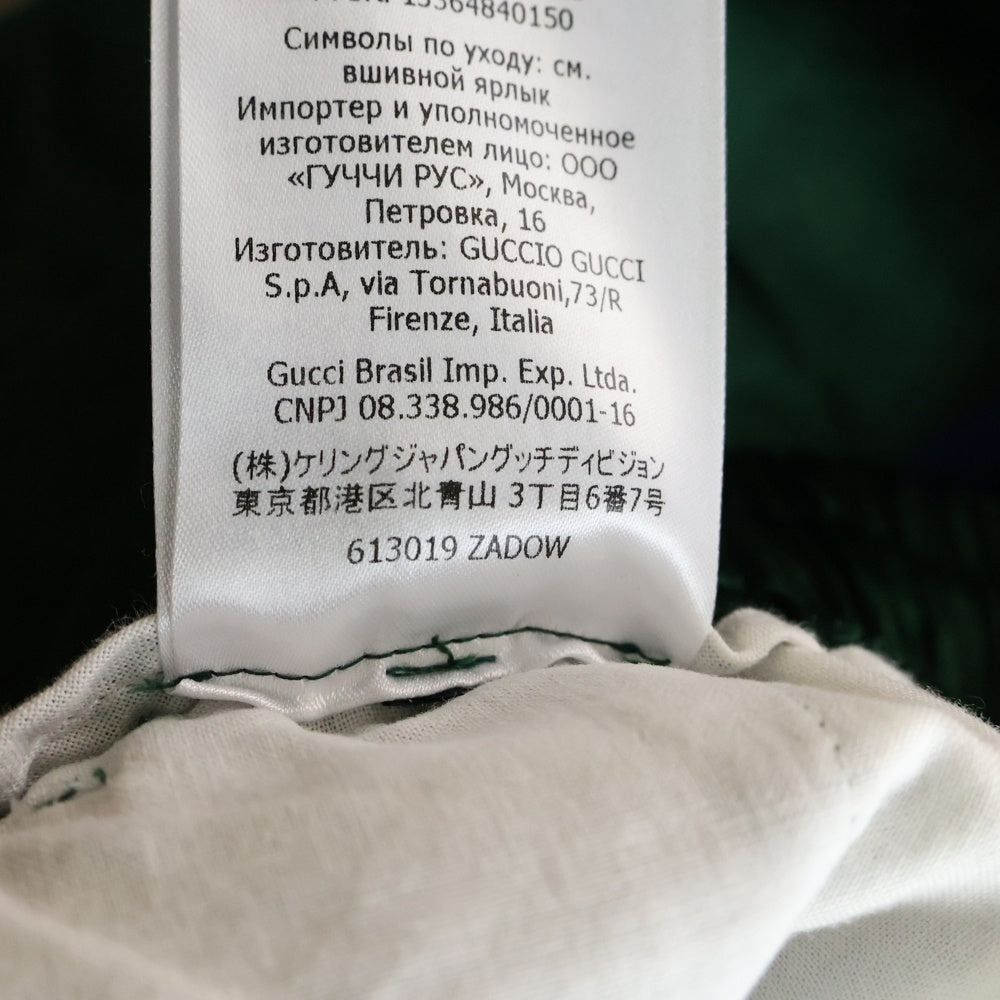 13364840150
Символы по уходу: см.
вшивной ярлык
Импортер и уполномоченное
изготовителем лицо: ООО
«ГУЧЧИ РУС», Москва,
Петровка, 16
Изготовитель: GUCCIO GUCCI
S.p.A, via Tornabuoni,73/R
Firenze, Italia
Gucci Brasil Imp. Exp. Ltda.
CNPJ 08.338.986/0001-16
(株)ケリングジャパングッチディビジョン
東京都港区北青山 3丁目6番7号
613019 ZADOW